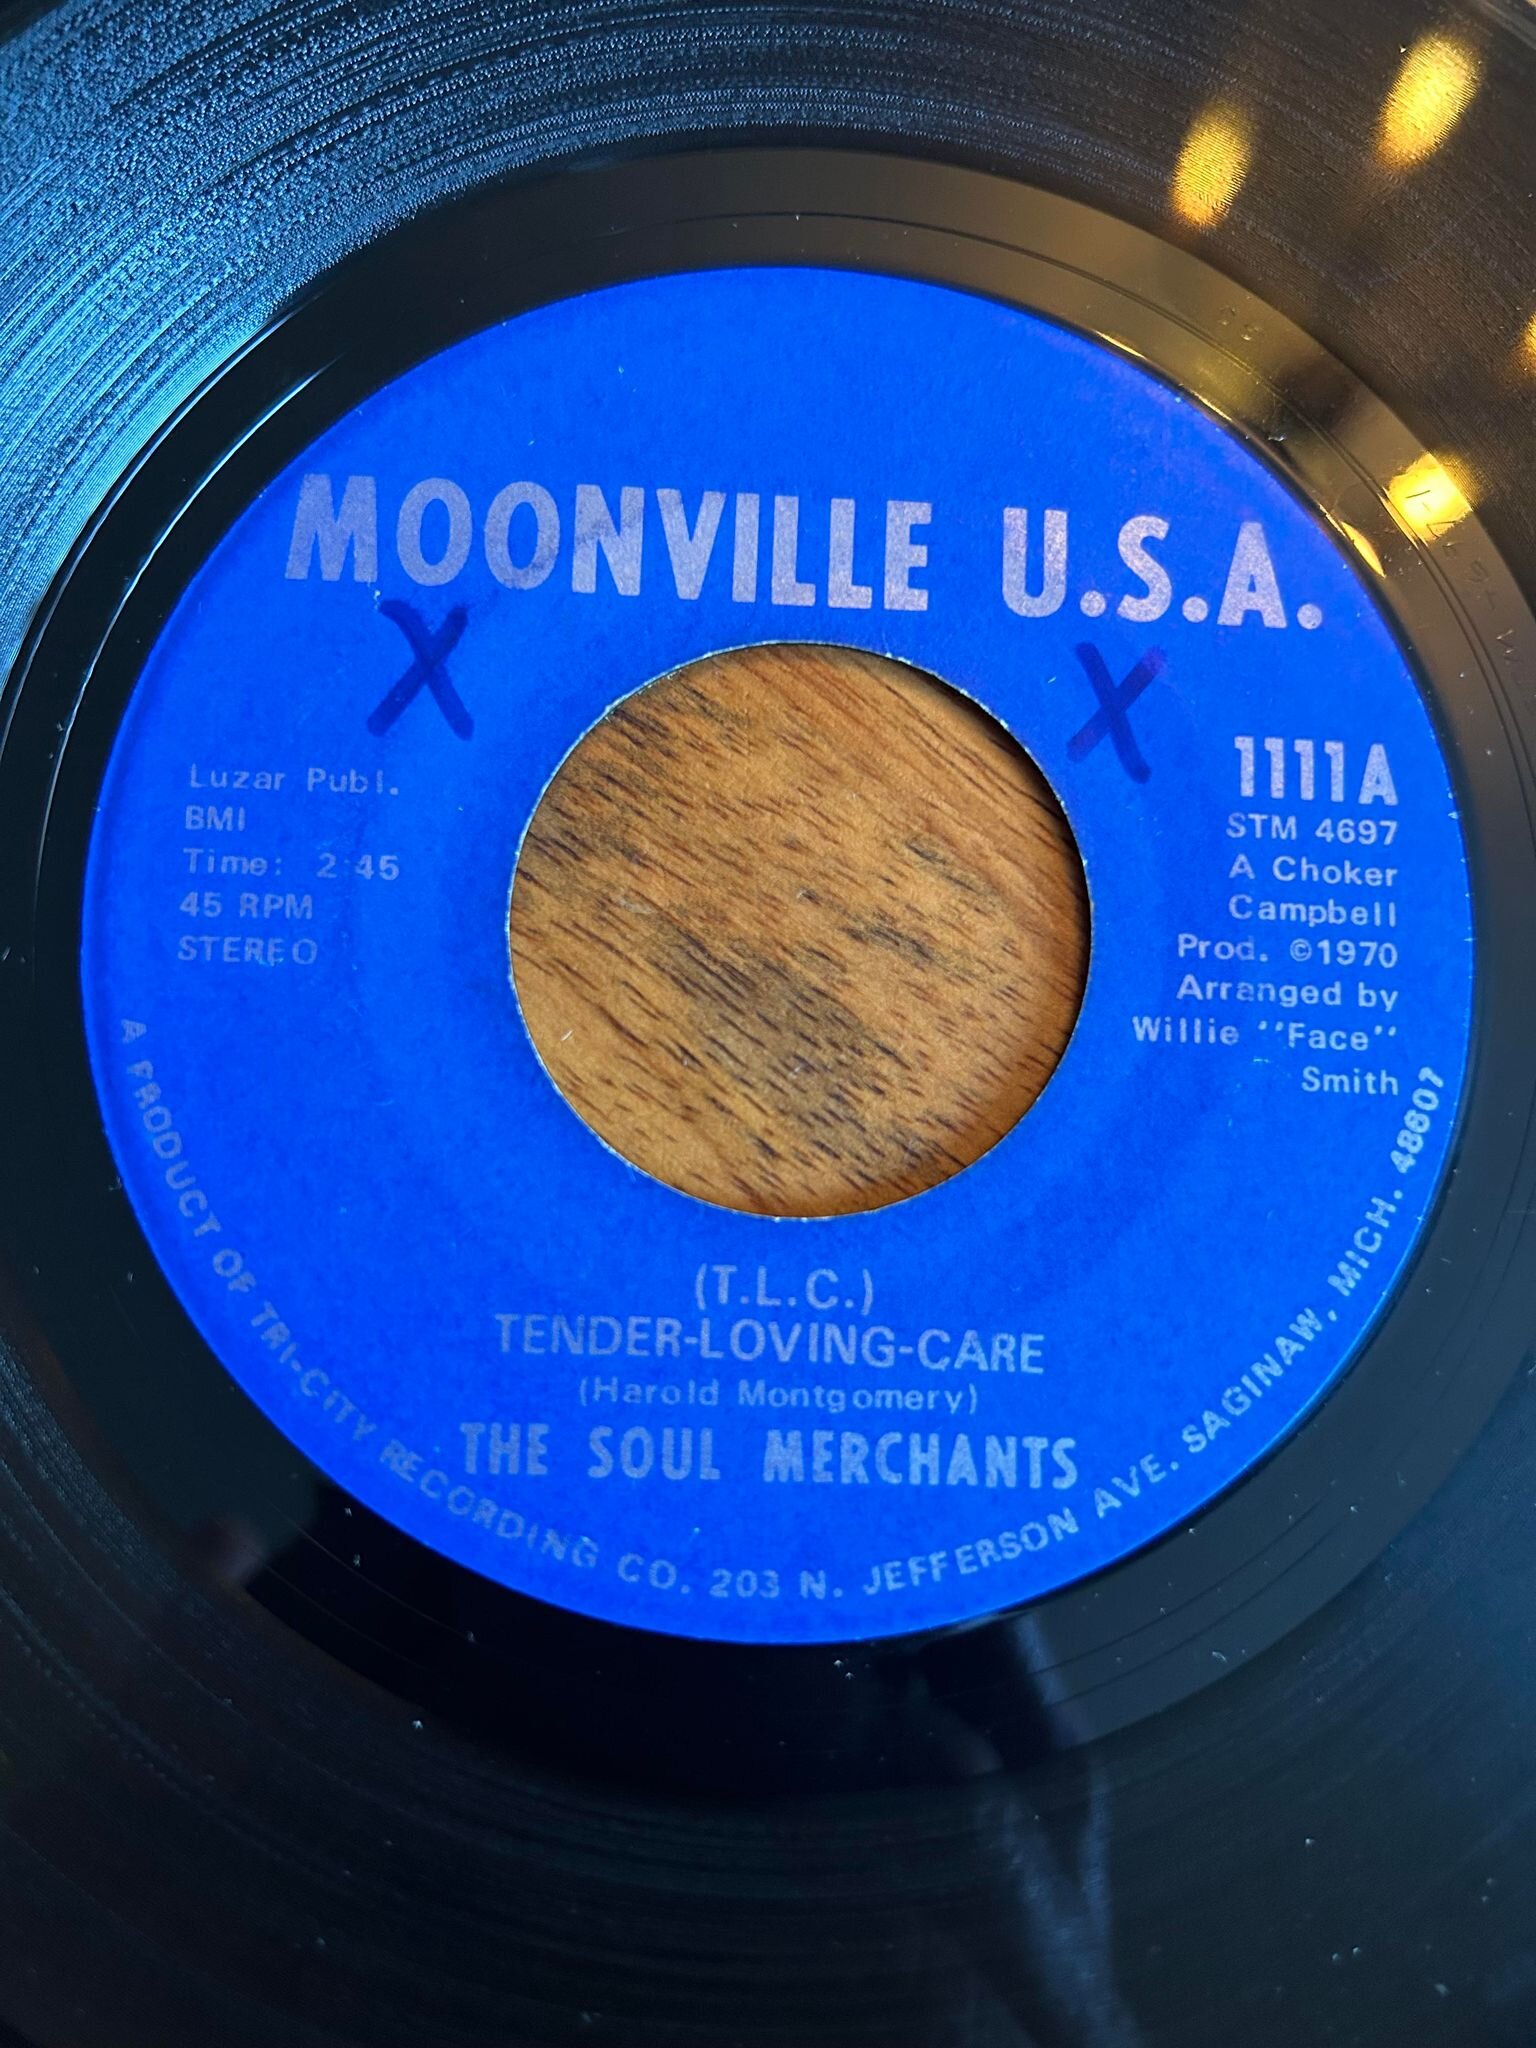 MOONVILLE U.S.A.
X X
Luzar Publ.
BMI
Time: 2:45
45 RPM
STEREO
1111A
STM 4697
A Choker
Campbell
Prod. ©1970
Arranged by
Willie "Face"
Smith
(T.L.C.)
TENDER-LOVING-CARE
(Harold Montgomery)
THE SOUL MERCHANTS
A PRODUCT OF TRI-CITY RECORDING CO. 203 N. JEFFERSON AVE. SAGINAW, MICH. 48607